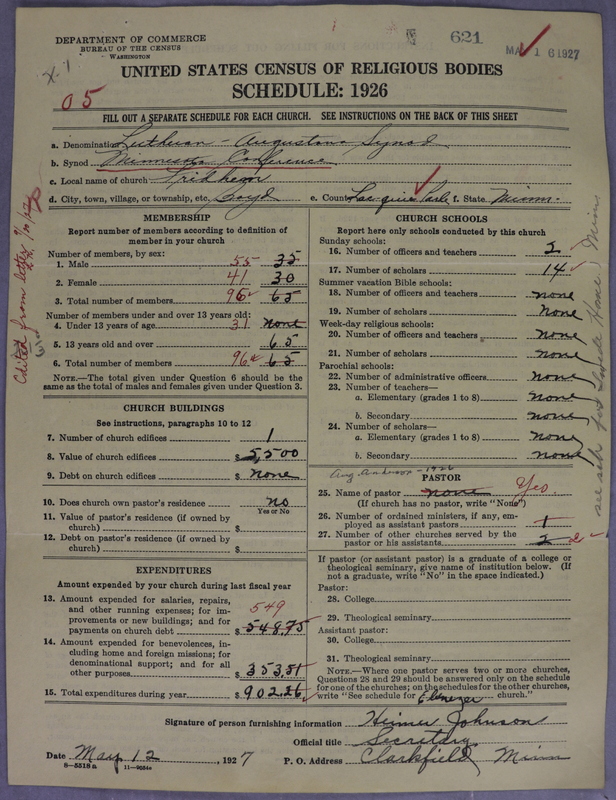 DEPARTMENT OF COMMERCE
BUREAU OF THE CENSUS
WASHINGTON
621
MAR 16 1927
X-1
UNITED STATES CENSUS OF RELIGIOUS BODIES
SCHEDULE: 1926
05
FILL OUT A SEPARATE SCHEDULE FOR EACH CHURCH. SEE INSTRUCTIONS ON THE BACK OF THIS SHEET
a. Denomination Lutheran - Augustana Synod
b. Synod Minnesota Conference
c. Local name of church Fridhem
d. City, town, village, or township, etc. Boyd e. County Lac qui Parle f. State Minn.
MEMBERSHIP
Report number of members according to definition of
member in your church
Number of members, by sex:
1. Male 55 35
2. Female 41 30
3. Total number of members 96 65
Number of members under and over 13 years old:
4. Under 13 years of age 31 none
5. 13 years old and over 65
6. Total number of members 96 65
NOTE.—The total given under Question 6 should be the
same as the total of males and females given under Question 3.
CHURCH BUILDINGS
See instructions, paragraphs 10 to 12
7. Number of church edifices 1
8. Value of church edifices $ 5,500
9. Debt on church edifices $ none
10. Does church own pastor's residence no
Yes or No
11. Value of pastor's residence (if owned by
church) $
12. Debt on pastor's residence (if owned by
church) $
EXPENDITURES
Amount expended by your church during last fiscal year
13. Amount expended for salaries, repairs,
and other running expenses; for im-
provements or new buildings; and for
payments on church debt $ 548.75
549
14. Amount expended for benevolences, in-
cluding home and foreign missions; for
denominational support; and for all
other purposes $ 353.51
15. Total expenditures during year $ 902.26
CHURCH SCHOOLS
Report here only schools conducted by this church
Sunday schools:
16. Number of officers and teachers 2
17. Number of scholars 14
Summer vacation Bible schools:
18. Number of officers and teachers none
19. Number of scholars none
Week-day religious schools:
20. Number of officers and teachers none
21. Number of scholars none
Parochial schools:
22. Number of administrative officers none
23. Number of teachers—
a. Elementary (grades 1 to 8) none
b. Secondary none
24. Number of scholars—
a. Elementary (grades 1 to 8) none
b. Secondary none
Aug. Anderson - 1926
PASTOR
25. Name of pastor none Yes
(If church has no pastor, write "None")
26. Number of ordained ministers, if any, em-
ployed as assistant pastors 1
27. Number of other churches served by the
pastor or his assistants 2 2
If pastor (or assistant pastor) is a graduate of a college or
theological seminary, give name of institution below. (If
not a graduate, write "No" in the space indicated.)
Pastor:
28. College
29. Theological seminary
Assistant pastor:
30. College
31. Theological seminary
NOTE.—Where one pastor serves two or more churches,
Questions 28 and 29 should be answered only on the schedule
for one of the churches; on the schedules for the other churches,
write "See schedule for Ebenezer church."
Signature of person furnishing information Heimer Johnson
Official title Secretary
Date May 12, 1927 P. O. Address Clarkfield Minn
8—5518 a
Edited from letter